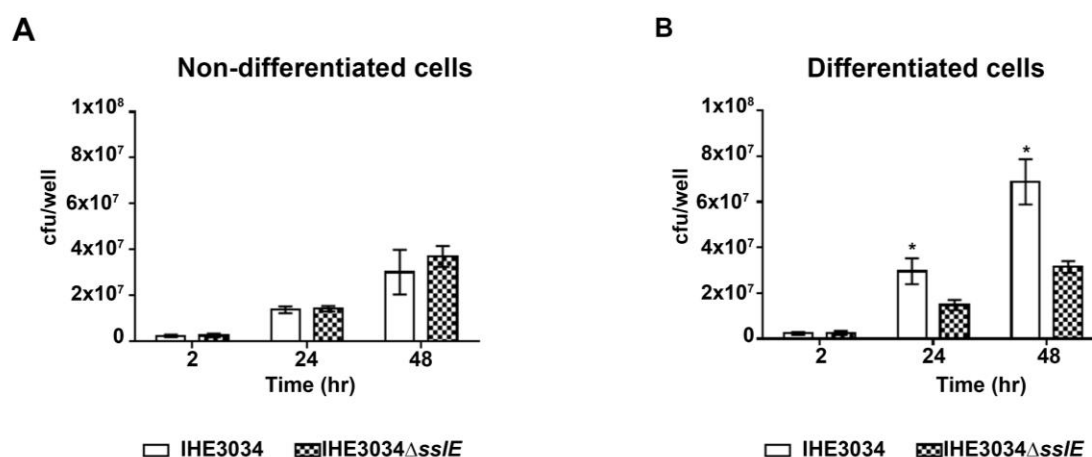 A
Non-differentiated cells
cfu/well
1x10⁸
8x10⁷
6x10⁷
4x10⁷
2x10⁷
0
2 24 48
Time (hr)
IHE3034 IHE3034ΔsslE
B
Differentiated cells
cfu/well
1x10⁸
8x10⁷
6x10⁷
4x10⁷
2x10⁷
0
* *
2 24 48
Time (hr)
IHE3034 IHE3034ΔsslE